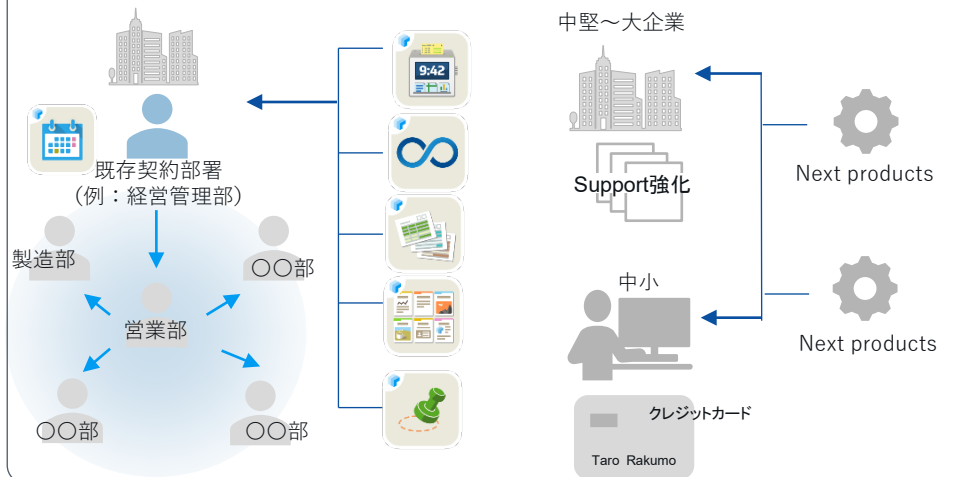 既存契約部署
（例：経営管理部）
製造部
〇〇部
営業部
〇〇部
〇〇部
9:42
中堅～大企業
Support強化
Next products
中小
Next products
クレジットカード
Taro Rakumo